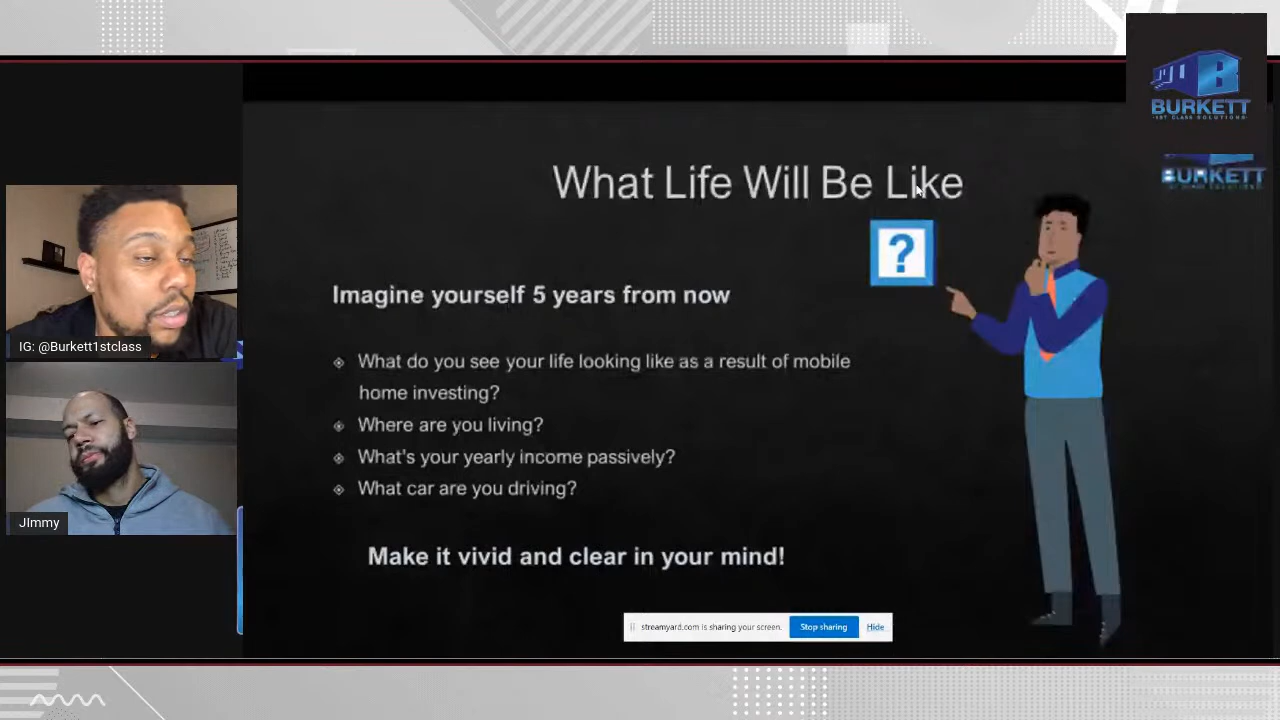 BURKETT
1ST CLASS SOLUTIONS
BURKETT
What Life Will Be Like
?
Imagine yourself 5 years from now
What do you see your life looking like as a result of mobile
home investing?
Where are you living?
What's your yearly income passively?
What car are you driving?
Make it vivid and clear in your mind!
IG: @Burkett1stclass
JImmy
streamyard.com is sharing your screen.
Stop sharing
Hide